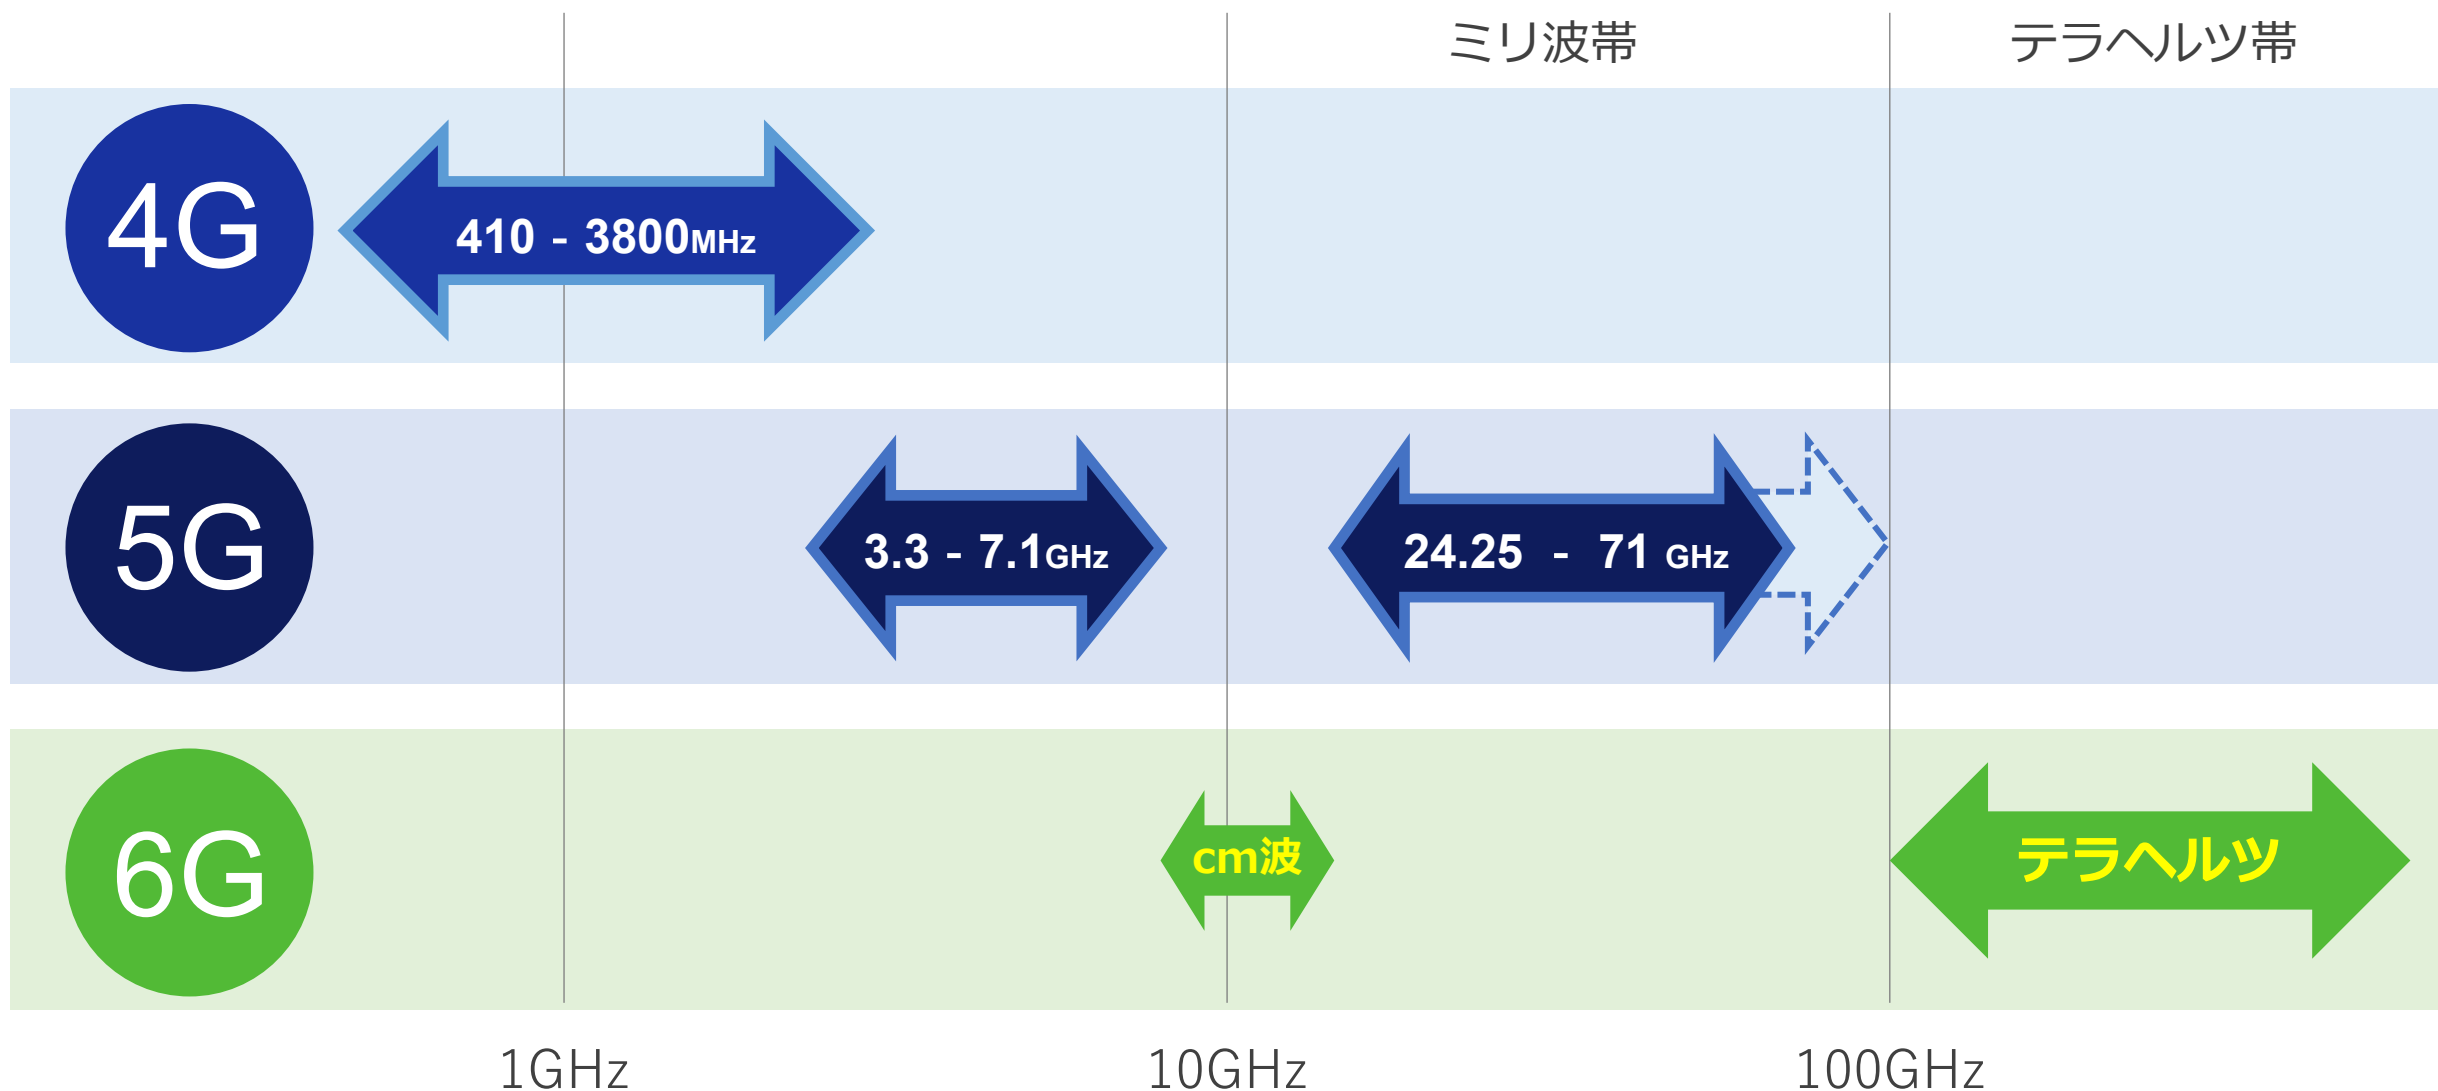 ミリ波帯 テラヘルツ帯
4G
410 - 3800MHz
5G
3.3 - 7.1GHz
24.25 - 71 GHz
6G
cm波
テラヘルツ
1GHz 10GHz 100GHz